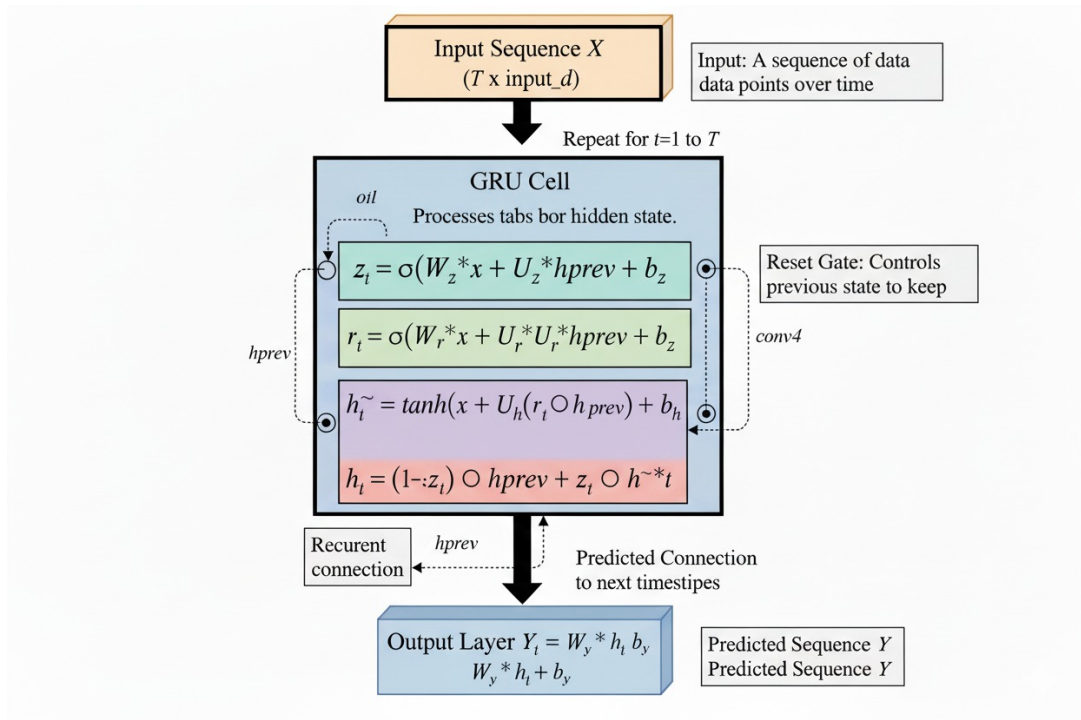 Input Sequence X
(T x input_d)
Input: A sequence of data
data points over time
Repeat for t=1 to T
GRU Cell
oil
Processes tabs bor hidden state.
z_t = σ(W_z*x + U_z*hprev + b_z
Reset Gate: Controls
previous state to keep
r_t = σ(W_r*x + U_r*U_r*hprev + b_z
hprev
conv4
h_t~ = tanh(x + U_h(r_t○h prev) + b_h
h_t = (1-:z_t) ○ hprev + z_t ○ h~*t
Recurent
connection
hprev
Predicted Connection
to next timestipes
Output Layer Y_t = W_y* h_t b_y
W_y* h_t + b_y
Predicted Sequence Y
Predicted Sequence Y